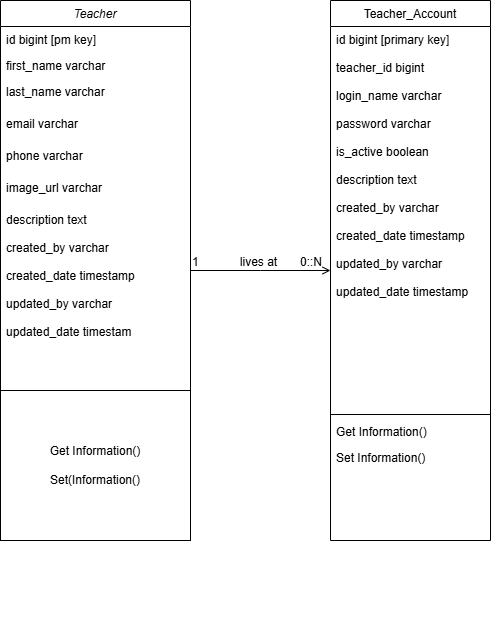 Teacher
id bigint [pm key]
first_name varchar
last_name varchar
email varchar
phone varchar
image_url varchar
description text
created_by varchar
created_date timestamp
updated_by varchar
updated_date timestam
Get Information()
Set(Information()
1 lives at 0::N
Teacher_Account
id bigint [primary key]
teacher_id bigint
login_name varchar
password varchar
is_active boolean
description text
created_by varchar
created_date timestamp
updated_by varchar
updated_date timestamp
Get Information()
Set Information()